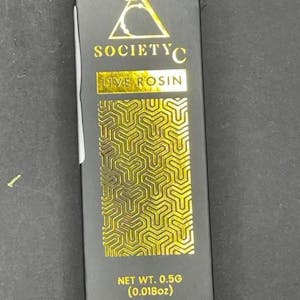 SOCIETY C
LIVE ROSIN
NET WT. 0.5G
(0.018oz)